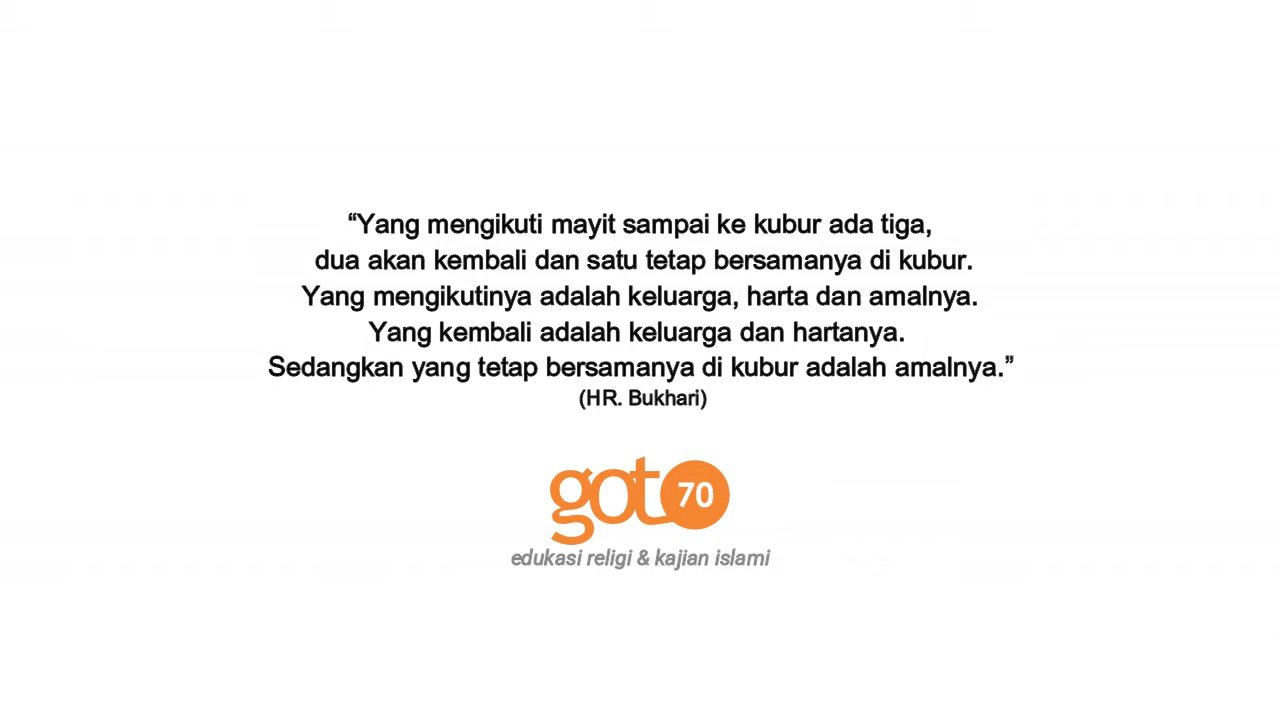 “Yang mengikuti mayit sampai ke kubur ada tiga,
dua akan kembali dan satu tetap bersamanya di kubur.
Yang mengikutinya adalah keluarga, harta dan amalnya.
Yang kembali adalah keluarga dan hartanya.
Sedangkan yang tetap bersamanya di kubur adalah amalnya.”
(HR. Bukhari)
goto 70
edukasi religi & kajian islami